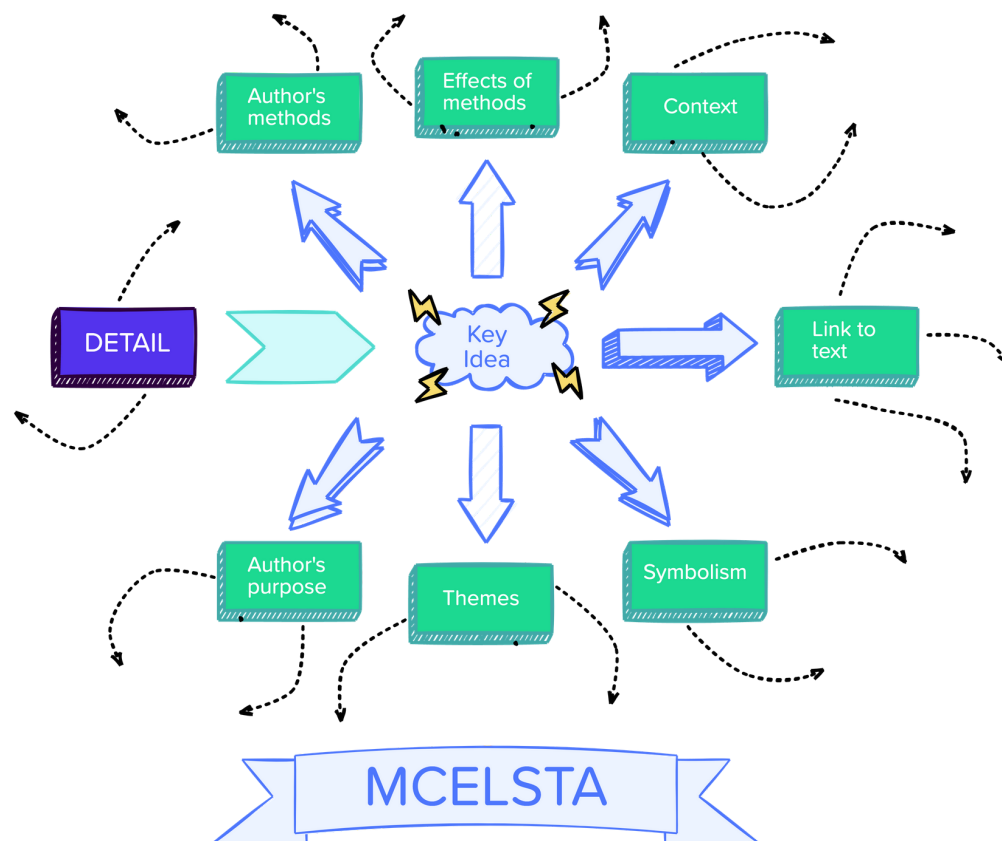 Author's
methods
Effects of
methods
Context
DETAIL
Key
Idea
Link to
text
Author's
purpose
Themes
Symbolism
MCELSTA